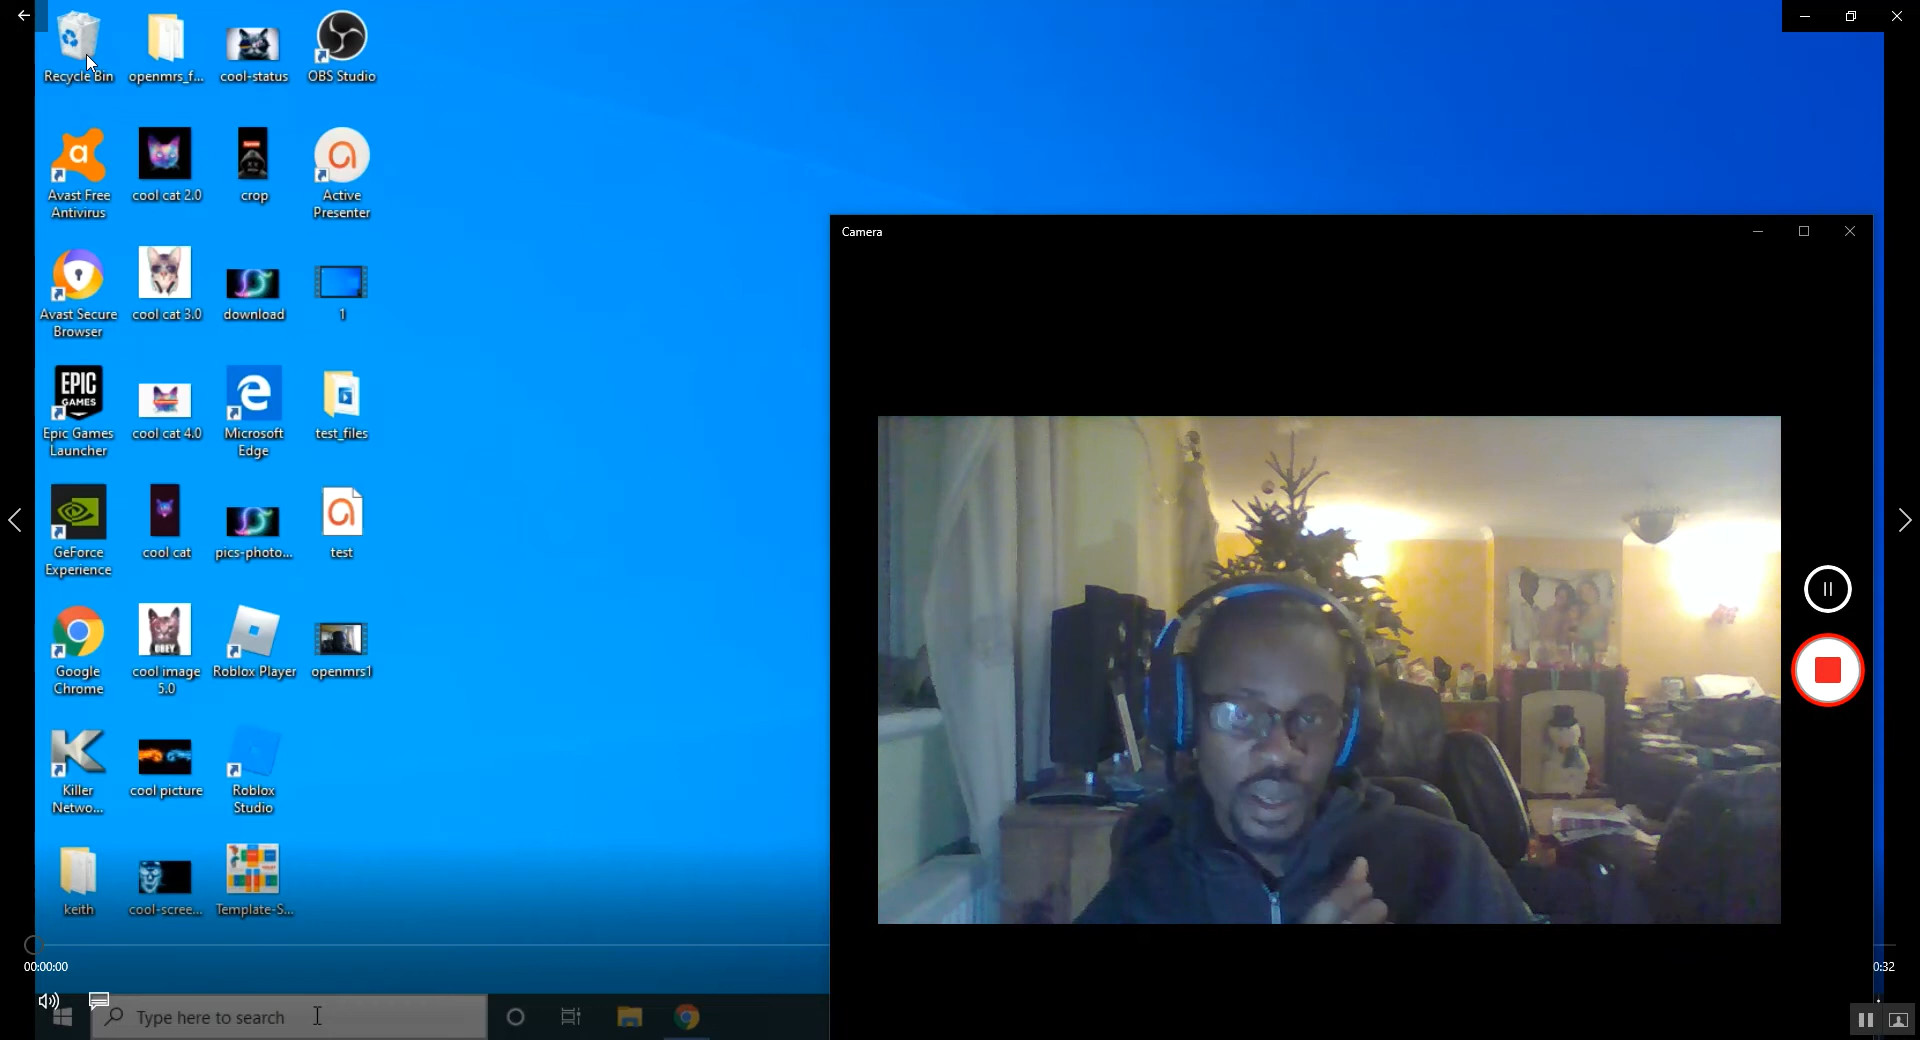 Recycle Bin
openmrs_f...
cool-status
OBS Studio
a
Avast Free
Antivirus
cool cat 2.0
crop
Active
Presenter
Avast Secure
Browser
cool cat 3.0
download
1
EPIC
GAMES
Epic Games
Launcher
cool cat 4.0
Microsoft
Edge
test_files
GeForce
Experience
cool cat
pics-photo...
test
OBEY
Google
Chrome
cool image
5.0
Roblox Player
openmrs1
K
Killer
Netwo...
cool picture
Roblox
Studio
keith
cool-scree...
Template-S...
Camera
00:00:00
0:32
Type here to search